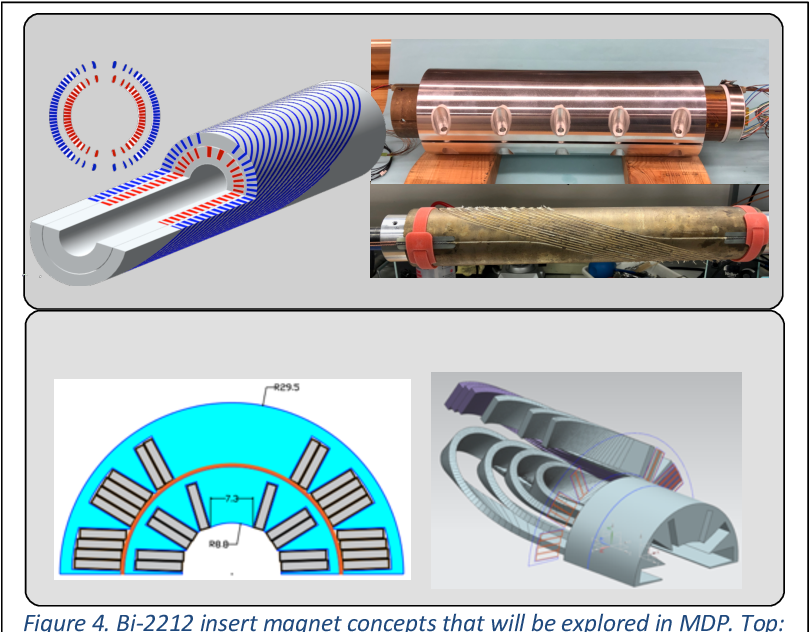 R29.5
7.3
R8.0
Figure 4. Bi-2212 insert magnet concepts that will be explored in MDP. Top: